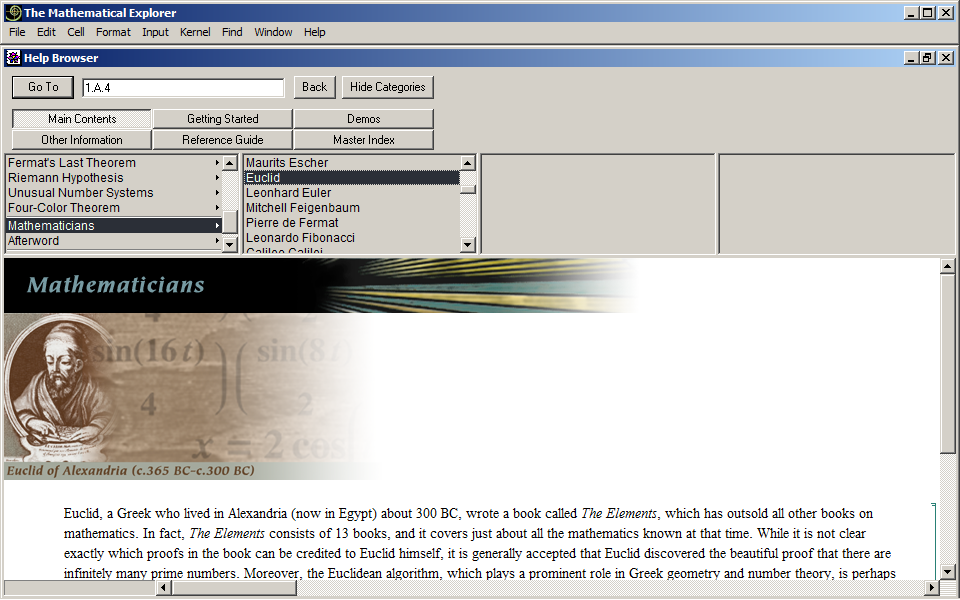 The Mathematical Explorer
File Edit Cell Format Input Kernel Find Window Help
Help Browser
Go To 1.A.4 Back Hide Categories
Main Contents Getting Started Demos
Other Information Reference Guide Master Index
Fermat's Last Theorem
Riemann Hypothesis
Unusual Number Systems
Four-Color Theorem
Mathematicians
Afterword
Maurits Escher
Euclid
Leonhard Euler
Mitchell Feigenbaum
Pierre de Fermat
Leonardo Fibonacci
Galileo Galilei
Mathematicians
sin(16t) sin(8t)
4 2
x = 2 cos
Euclid of Alexandria (c.365 BC-c.300 BC)
Euclid, a Greek who lived in Alexandria (now in Egypt) about 300 BC, wrote a book called The Elements, which has outsold all other books on
mathematics. In fact, The Elements consists of 13 books, and it covers just about all the mathematics known at that time. While it is not clear
exactly which proofs in the book can be credited to Euclid himself, it is generally accepted that Euclid discovered the beautiful proof that there are
infinitely many prime numbers. Moreover, the Euclidean algorithm, which plays a prominent role in Greek geometry and number theory, is perhaps